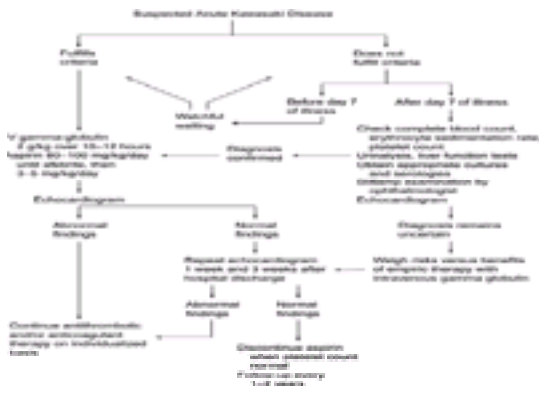 Suspected Acute Kawasaki Disease
Fulfills
criteria
Does not
fulfill criteria
Before day 7
of illness
After day 7 of illness
Watchful
waiting
IV gamma globulin
2 g/kg over 10–12 hours
aspirin 80–100 mg/kg/day
until afebrile, then
3–5 mg/kg/day
Diagnosis
confirmed
Check complete blood count,
erythrocyte sedimentation rate,
platelet count
Urinalysis, liver function tests
Obtain appropriate cultures
and serologies
Slitlamp examination by
ophthalmologist
Echocardiogram
Echocardiogram
Abnormal
findings
Normal
findings
Diagnosis remains
uncertain
Repeat echocardiogram
1 week and 3 weeks after
hospital discharge
Weigh risks versus benefits
of empiric therapy with
intravenous gamma globulin
Abnormal
findings
Normal
findings
Continue antithrombotic
and/or anticoagulant
therapy on individualized
basis
Discontinue aspirin
when platelet count
normal
Follow-up every
1–2 years